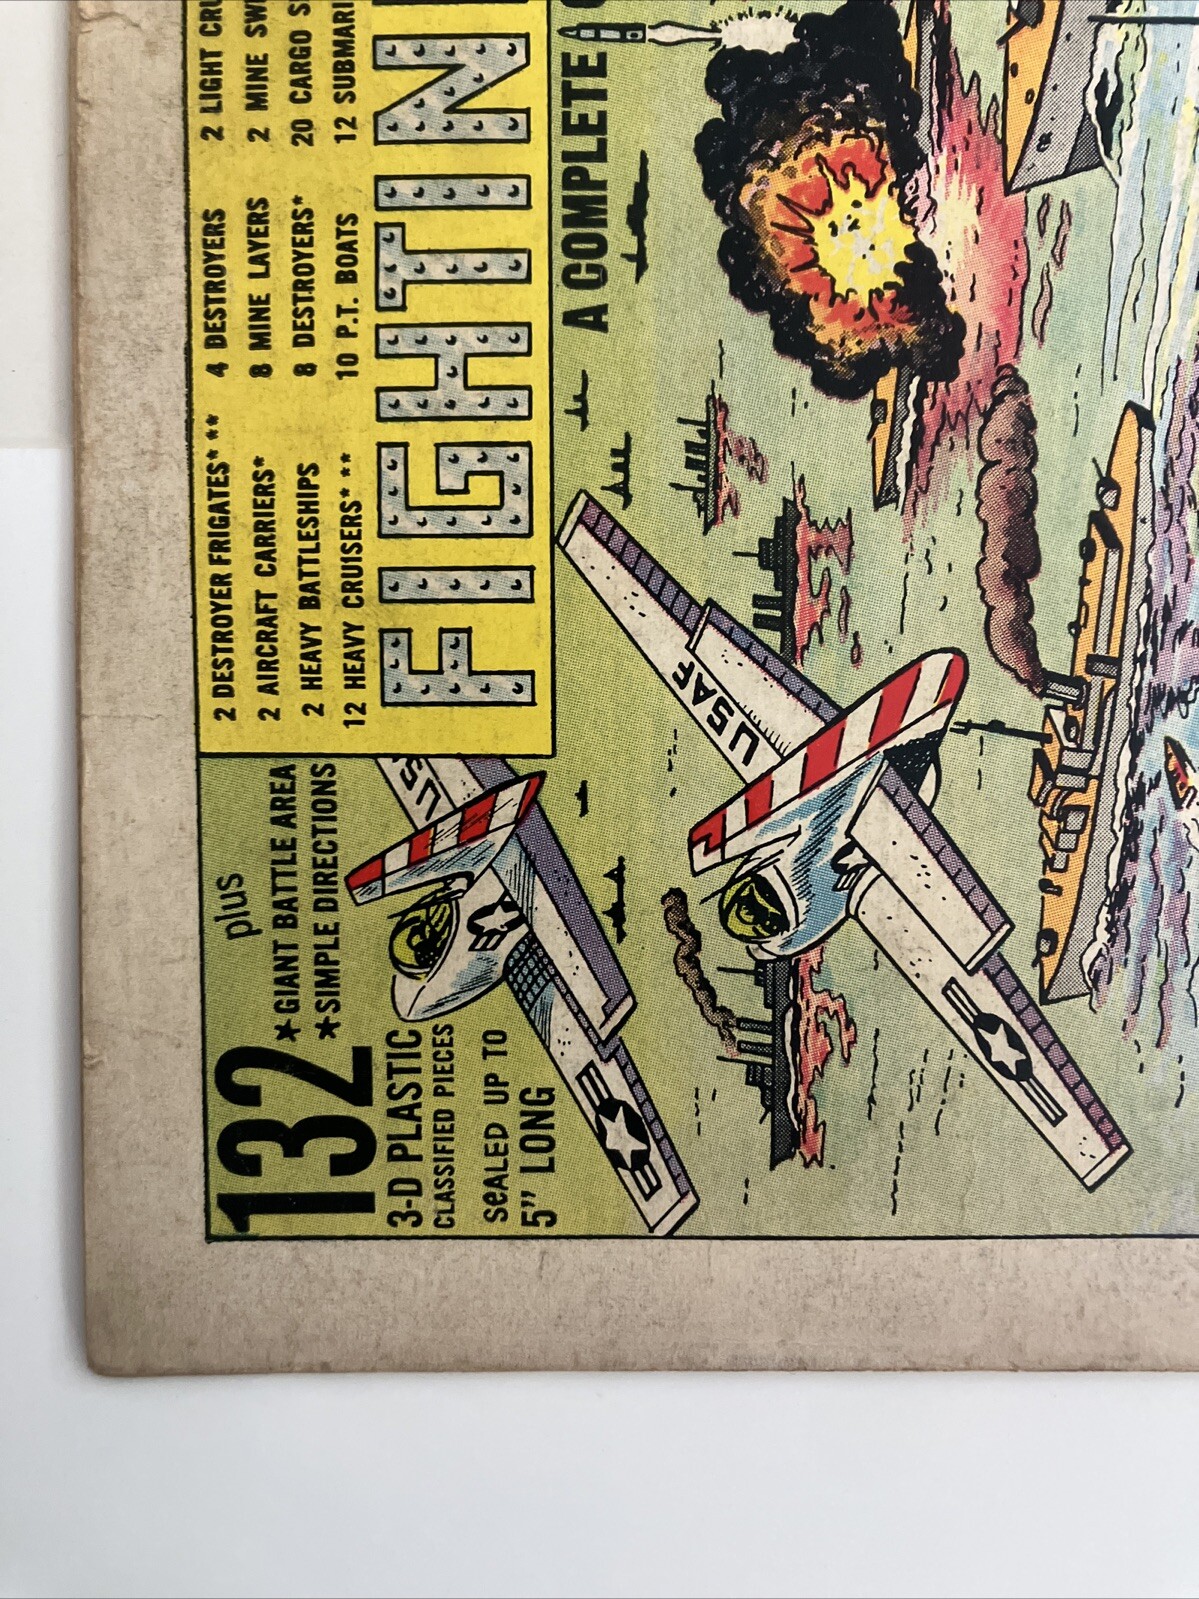 132
plus
*GIANT BATTLE AREA
*SIMPLE DIRECTIONS
3-D PLASTIC
CLASSIFIED PIECES
SeALED UP TO
5" LONG
2 DESTROYER FRIGATES***
2 AIRCRAFT CARRIERS*
2 HEAVY BATTLESHIPS
12 HEAVY CRUISERS***
4 DESTROYERS
8 MINE LAYERS
8 DESTROYERS*
10 P.T. BOATS
2 LIGHT CRU
2 MINE SW
20 CARGO S
12 SUBMARI
FIGHTIN
A COMPLETE
US
USAF